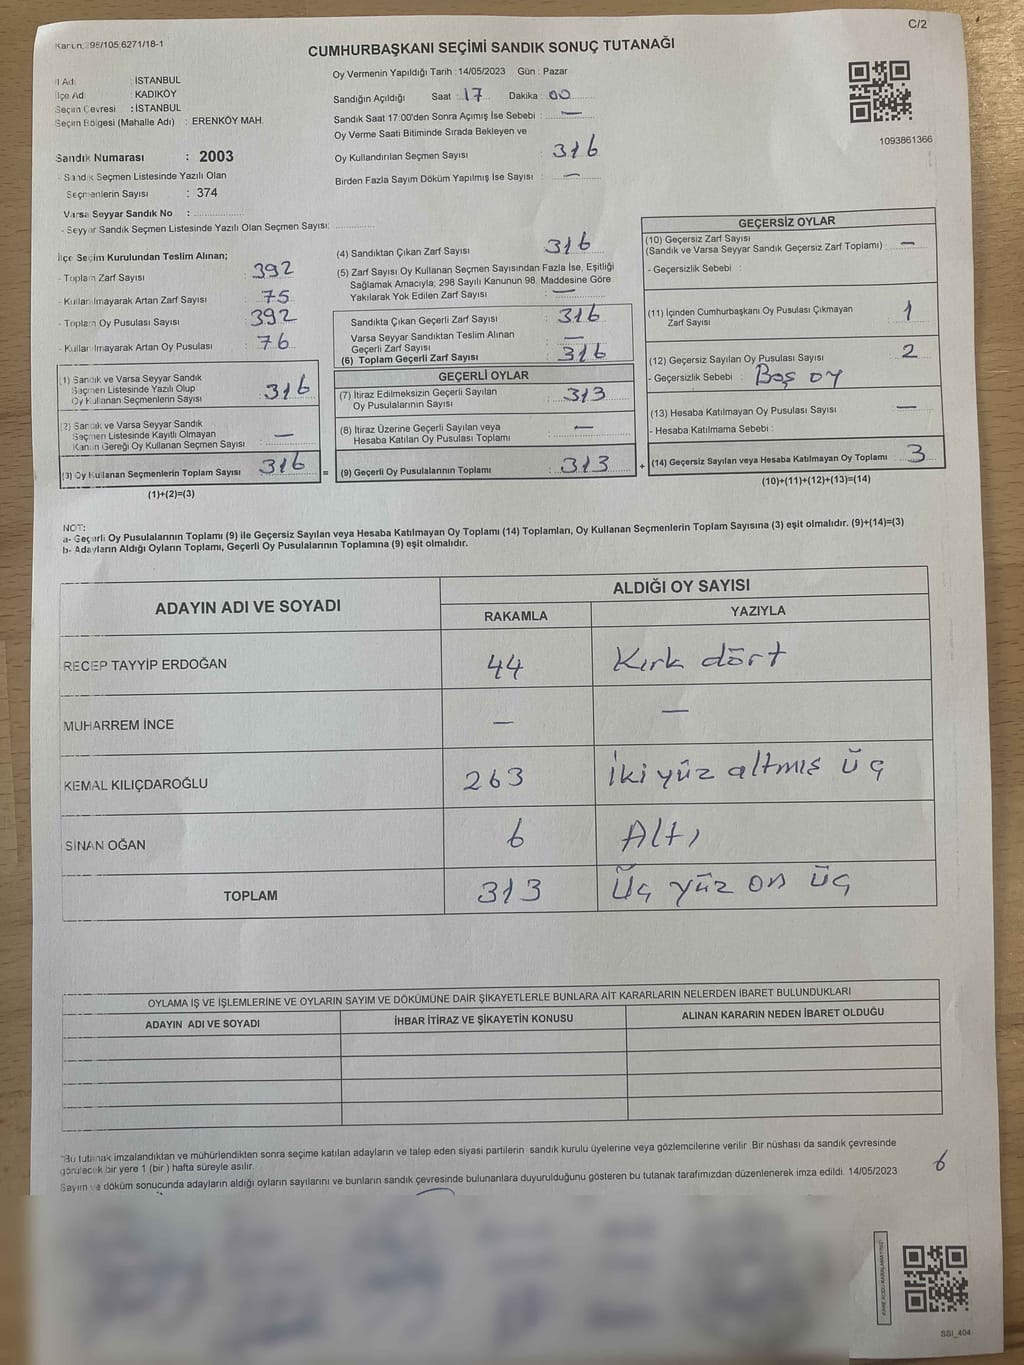 C/2
Kanun:298/105;6271/18-1
CUMHURBAŞKANI SEÇİMİ SANDIK SONUÇ TUTANAĞI
İl Adı : İSTANBUL
İlçe Adı : KADIKÖY
Seçim Çevresi : İSTANBUL
Seçim Bölgesi (Mahalle Adı) : ERENKÖY MAH.
Sandık Numarası : 2003
- Sandık Seçmen Listesinde Yazılı Olan
Seçmenlerin Sayısı : 374
Varsa Seyyar Sandık No :
- Seyyar Sandık Seçmen Listesinde Yazılı Olan Seçmen Sayısı:
Oy Vermenin Yapıldığı Tarih : 14/05/2023 Gün : Pazar
Sandığın Açıldığı Saat : 17 Dakika : 00
Sandık Saat 17:00'den Sonra Açımış İse Sebebi : —
Oy Verme Saati Bitiminde Sırada Bekleyen ve
Oy Kullandırılan Seçmen Sayısı : 316
Birden Fazla Sayım Döküm Yapılmış İse Sayısı : —
1093861366
İlçe Seçim Kurulundan Teslim Alınan;
- Toplam Zarf Sayısı : 392
- Kullanılmayarak Artan Zarf Sayısı : 75
- Toplam Oy Pusulası Sayısı : 392
- Kullanılmayarak Artan Oy Pusulası : 76
(1) Sandık ve Varsa Seyyar Sandık
Seçmen Listesinde Yazılı Olup
Oy Kullanan Seçmenlerin Sayısı : 316
(2) Sandık ve Varsa Seyyar Sandık
Seçmen Listesinde Kayıtlı Olmayan
Kanun Gereği Oy Kullanan Seçmen Sayısı : —
(3) Oy Kullanan Seçmenlerin Toplam Sayısı : 316 =
(1)+(2)=(3)
(4) Sandıktan Çıkan Zarf Sayısı : 316
(5) Zarf Sayısı Oy Kullanan Seçmen Sayısından Fazla İse, Eşitliği
Sağlamak Amacıyla; 298 Sayılı Kanunun 98. Maddesine Göre
Yakılarak Yok Edilen Zarf Sayısı : —
Sandıkta Çıkan Geçerli Zarf Sayısı : 316
Varsa Seyyar Sandıktan Teslim Alınan
Geçerli Zarf Sayısı : —
(6) Toplam Geçerli Zarf Sayısı : 316
GEÇERLİ OYLAR
(7) İtiraz Edilmeksizin Geçerli Sayılan
Oy Pusulalarının Sayısı : 313
(8) İtiraz Üzerine Geçerli Sayılan veya
Hesaba Katılan Oy Pusulası Toplamı : —
(9) Geçerli Oy Pusulalarının Toplamı : 313 +
GEÇERSİZ OYLAR
(10) Geçersiz Zarf Sayısı
(Sandık ve Varsa Seyyar Sandık Geçersiz Zarf Toplamı) : —
- Geçersizlik Sebebi :
(11) İçinden Cumhurbaşkanı Oy Pusulası Çıkmayan
Zarf Sayısı : 1
(12) Geçersiz Sayılan Oy Pusulası Sayısı : 2
- Geçersizlik Sebebi : Boş oy
(13) Hesaba Katılmayan Oy Pusulası Sayısı : —
- Hesaba Katılmama Sebebi :
(14) Geçersiz Sayılan veya Hesaba Katılmayan Oy Toplamı : 3
(10)+(11)+(12)+(13)=(14)
NOT:
a- Geçerli Oy Pusulalarının Toplamı (9) ile Geçersiz Sayılan veya Hesaba Katılmayan Oy Toplamı (14) Toplamları, Oy Kullanan Seçmenlerin Toplam Sayısına (3) eşit olmalıdır. (9)+(14)=(3)
b- Adayların Aldığı Oyların Toplamı, Geçerli Oy Pusulalarının Toplamına (9) eşit olmalıdır.
ADAYIN ADI VE SOYADI ALDIĞI OY SAYISI
RAKAMLA YAZIYLA
RECEP TAYYİP ERDOĞAN 44 Kırk dört
MUHARREM İNCE — —
KEMAL KILIÇDAROĞLU 263 İki yüz altmış üç
SİNAN OĞAN 6 Altı
TOPLAM 313 Üç yüz on üç
OYLAMA İŞ VE İŞLEMLERİNE VE OYLARIN SAYIM VE DÖKÜMÜNE DAİR ŞİKAYETLERLE BUNLARA AİT KARARLARIN NELERDEN İBARET BULUNDUKLARI
ADAYIN ADI VE SOYADI İHBAR İTİRAZ VE ŞİKAYETİN KONUSU ALINAN KARARIN NEDEN İBARET OLDUĞU
"Bu tutanak imzalandıktan ve mühürlendikten sonra seçime katılan adayların ve talep eden siyasi partilerin sandık kurulu üyelerine veya gözlemcilerine verilir. Bir nüshası da sandık çevresinde
görülecek bir yere 1 (bir) hafta süreyle asılır.
Sayım ve döküm sonucunda adayların aldığı oyların sayılarını ve bunların sandık çevresinde bulunanlara duyurulduğunu gösteren bu tutanak tarafımızdan düzenlenerek imza edildi. 14/05/2023
6
SSI_404